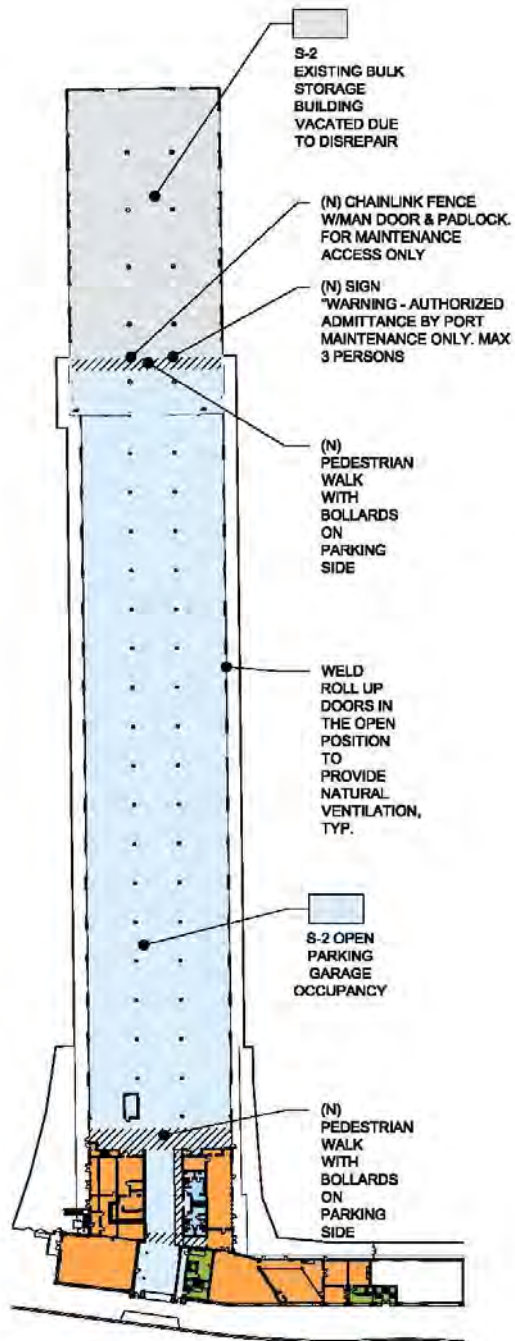 S-2
EXISTING BULK
STORAGE
BUILDING
VACATED DUE
TO DISREPAIR
(N) CHAINLINK FENCE
W/MAN DOOR & PADLOCK.
FOR MAINTENANCE
ACCESS ONLY
(N) SIGN
"WARNING - AUTHORIZED
ADMITTANCE BY PORT
MAINTENANCE ONLY. MAX
3 PERSONS
(N)
PEDESTRIAN
WALK
WITH
BOLLARDS
ON
PARKING
SIDE
WELD
ROLL UP
DOORS IN
THE OPEN
POSITION
TO
PROVIDE
NATURAL
VENTILATION,
TYP.
S-2 OPEN
PARKING
GARAGE
OCCUPANCY
(N)
PEDESTRIAN
WALK
WITH
BOLLARDS
ON
PARKING
SIDE